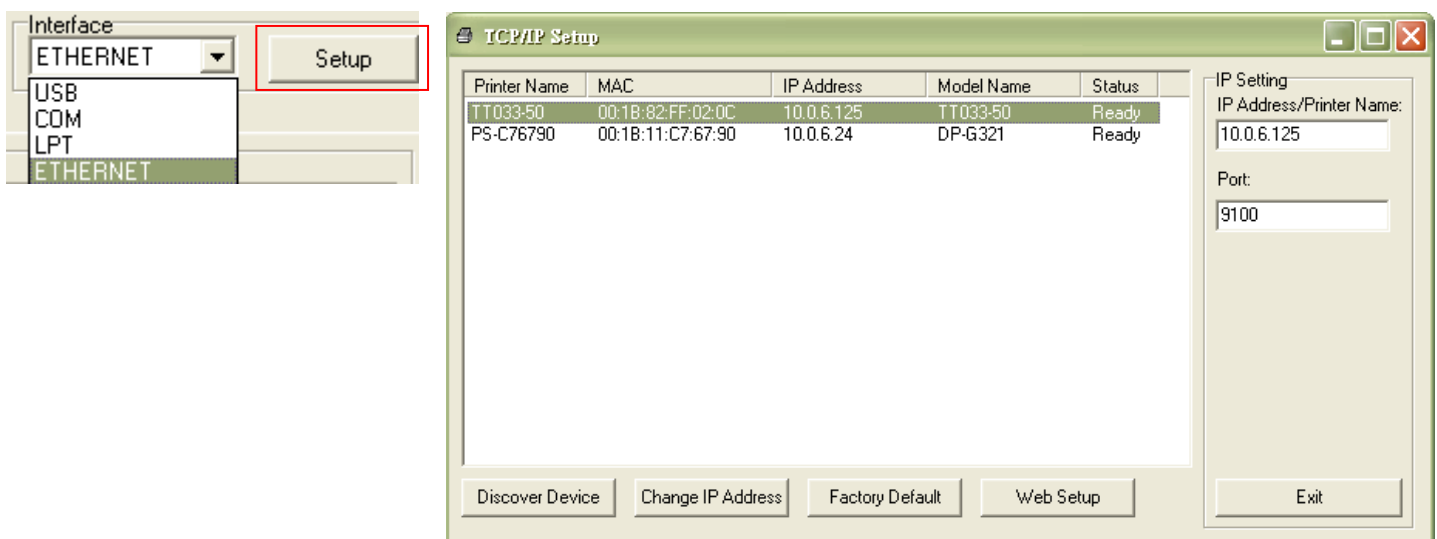 Interface
ETHERNET
Setup
USB
COM
LPT
ETHERNET
TCP/IP Setup
Printer Name MAC IP Address Model Name Status
TT033-50 00:1B:82:FF:02:0C 10.0.6.125 TT033-50 Ready
PS-C76790 00:1B:11:C7:67:90 10.0.6.24 DP-G321 Ready
IP Setting
IP Address/Printer Name:
10.0.6.125
Port:
9100
Discover Device Change IP Address Factory Default Web Setup Exit